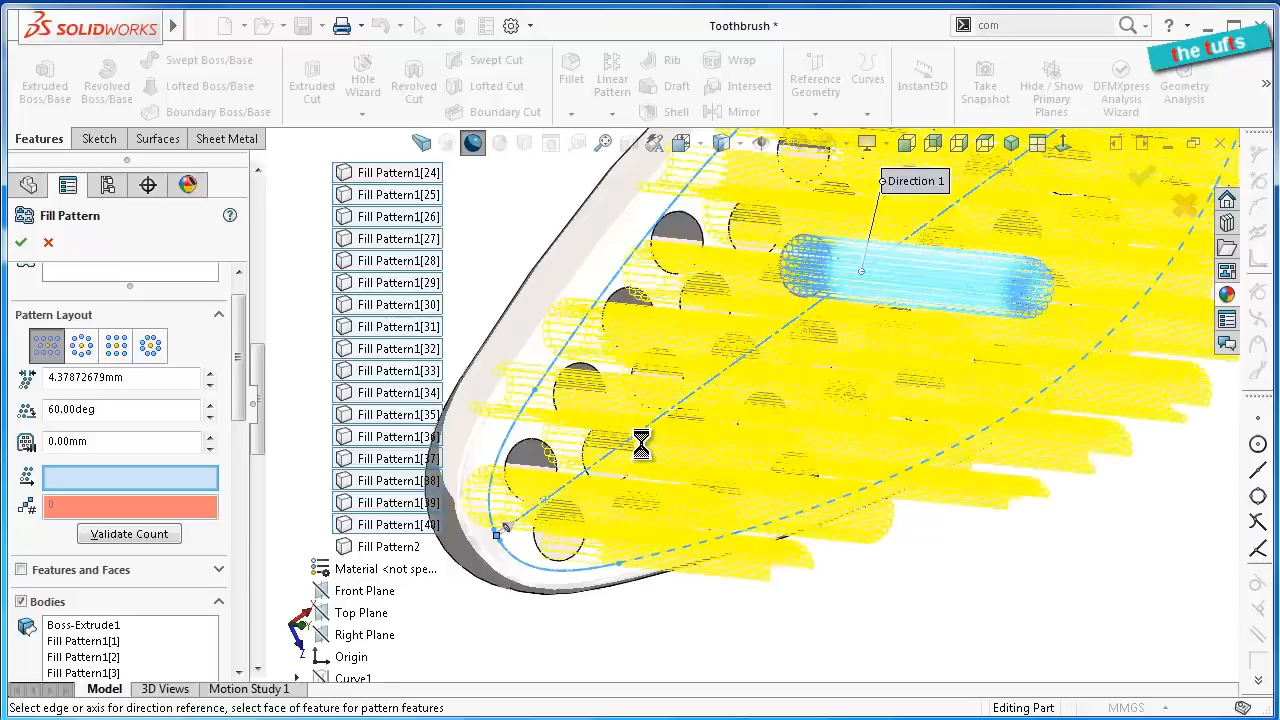 SOLIDWORKS
Toothbrush *
com
?
the tufts
Extruded Boss/Base
Revolved Boss/Base
Swept Boss/Base
Lofted Boss/Base
Boundary Boss/Base
Extruded Cut
Hole Wizard
Revolved Cut
Swept Cut
Lofted Cut
Boundary Cut
Fillet
Linear Pattern
Rib
Draft
Shell
Wrap
Intersect
Mirror
Reference Geometry
Curves
Instant3D
Take Snapshot
Hide / Show Primary Planes
DFMXpress Analysis Wizard
Geometry Analysis
Features
Sketch
Surfaces
Sheet Metal
Fill Pattern
?
Pattern Layout
4.37872679mm
60.00deg
0.00mm
0
Validate Count
Features and Faces
Bodies
Boss-Extrude1
Fill Pattern1[1]
Fill Pattern1[2]
Fill Pattern1[3]
Fill Pattern1[24]
Fill Pattern1[25]
Fill Pattern1[26]
Fill Pattern1[27]
Fill Pattern1[28]
Fill Pattern1[29]
Fill Pattern1[30]
Fill Pattern1[31]
Fill Pattern1[32]
Fill Pattern1[33]
Fill Pattern1[34]
Fill Pattern1[35]
Fill Pattern1[36]
Fill Pattern1[37]
Fill Pattern1[38]
Fill Pattern1[39]
Fill Pattern1[40]
Fill Pattern2
Material <not spe...
Front Plane
Top Plane
Right Plane
Origin
Curve1
Direction 1
Z
Model
3D Views
Motion Study 1
Select edge or axis for direction reference, select face of feature for pattern features
Editing Part
MMGS